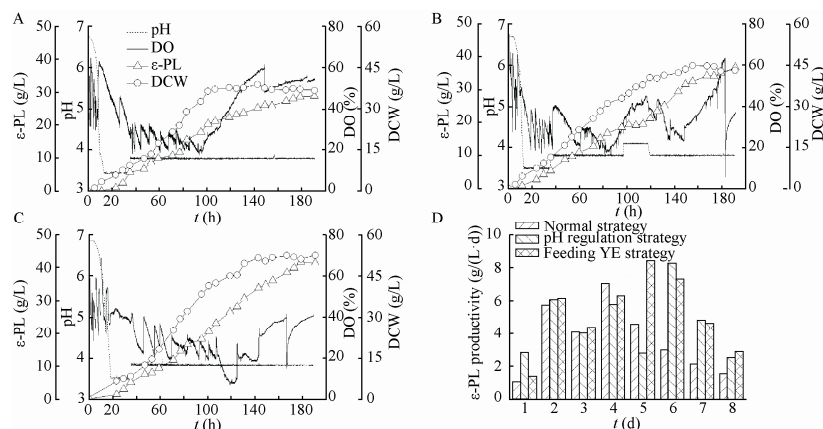 A
ε-PL (g/L)
50
40
30
20
10
0
pH
7
6
5
4
3
pH
DO
ε-PL
DCW
0 20 60 100 140 180
t (h)
DO (%)
80
60
40
20
0
DCW (g/L)
60
45
30
15
0
B
ε-PL (g/L)
50
40
30
20
10
0
pH
7
6
5
4
3
0 20 60 100 140 180
t (h)
DO (%)
80
60
40
20
0
DCW (g/L)
60
45
30
15
0
C
ε-PL (g/L)
50
40
30
20
10
0
pH
7
6
5
4
3
0 20 60 100 140 180
t (h)
DO (%)
80
60
40
20
0
DCW (g/L)
60
45
30
15
0
D
Normal strategy
pH regulation strategy
Feeding YE strategy
ε-PL productivity (g/(L·d))
10
8
6
4
2
0
1 2 3 4 5 6 7 8
t (d)